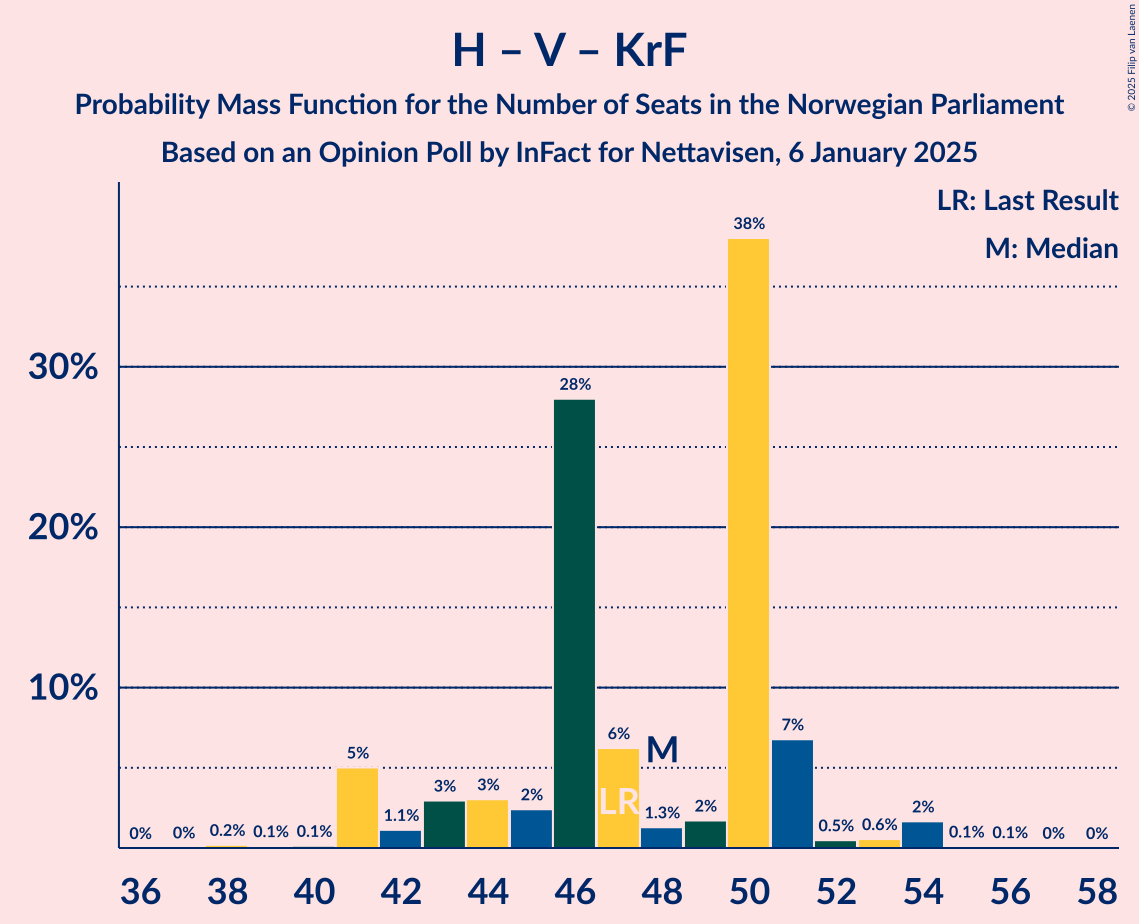 H – V – KrF
Probability Mass Function for the Number of Seats in the Norwegian Parliament
Based on an Opinion Poll by InFact for Nettavisen, 6 January 2025
© 2025 Filip van Laenen
LR: Last Result
M: Median
38%
30%
28%
20%
10%
7%
6%
M
5%
3%
3%
2%
LR
1.3%
2%
2%
1.1%
0.5%
0.6%
0%
0%
0.2%
0.1%
0.1%
0.1%
0.1%
0%
0%
36 38 40 42 44 46 48 50 52 54 56 58